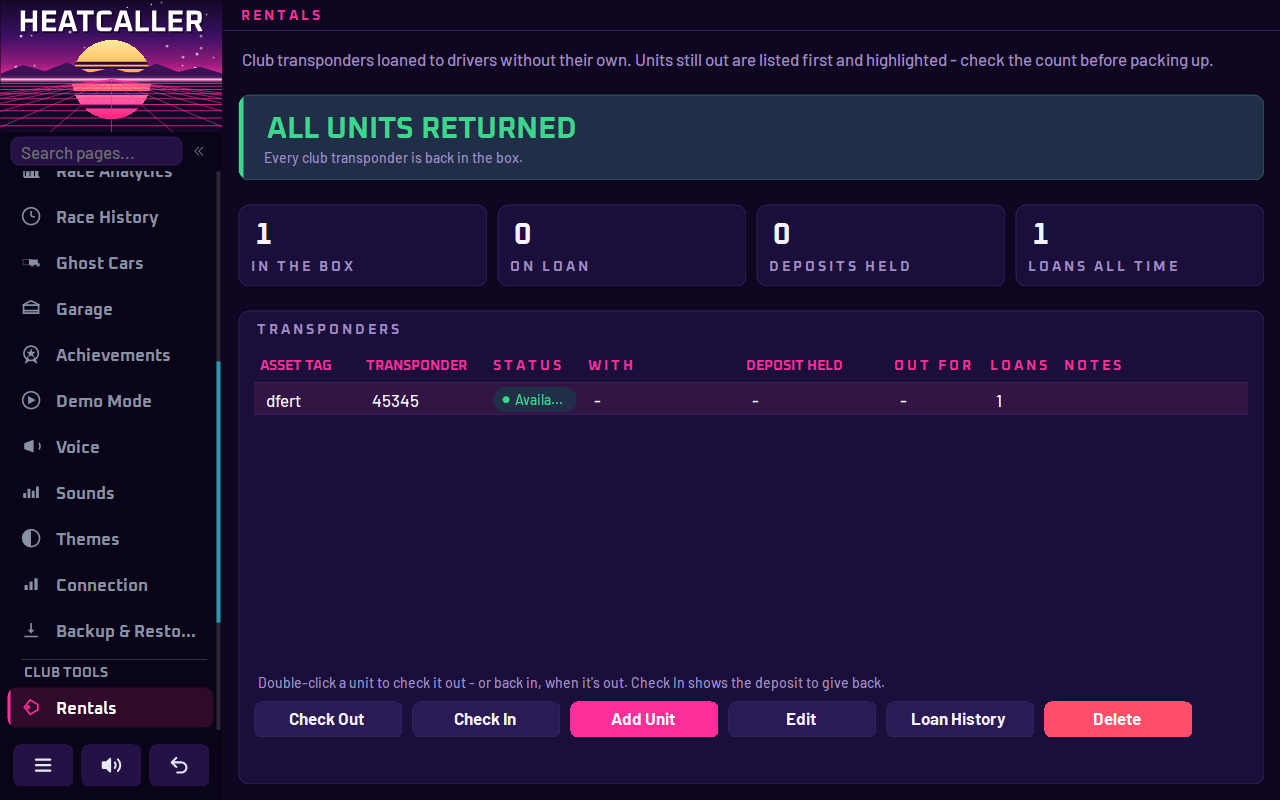 HEATCALLER
Search pages...
«
Race Analytics
Race History
Ghost Cars
Garage
Achievements
Demo Mode
Voice
Sounds
Themes
Connection
Backup & Resto...
CLUB TOOLS
Rentals
RENTALS
Club transponders loaned to drivers without their own. Units still out are listed first and highlighted - check the count before packing up.
ALL UNITS RETURNED
Every club transponder is back in the box.
1
IN THE BOX
0
ON LOAN
0
DEPOSITS HELD
1
LOANS ALL TIME
TRANSPONDERS
ASSET TAG TRANSPONDER STATUS WITH DEPOSIT HELD OUT FOR LOANS NOTES
dfert 45345 Availa... - - - 1
Double-click a unit to check it out - or back in, when it's out. Check In shows the deposit to give back.
Check Out Check In Add Unit Edit Loan History Delete